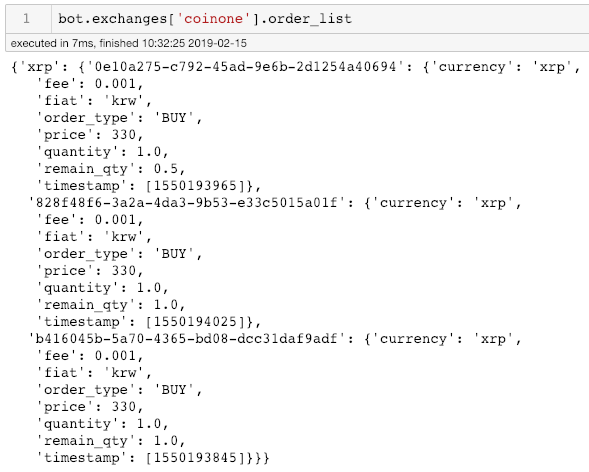 1 bot.exchanges['coinone'].order_list
executed in 7ms, finished 10:32:25 2019-02-15
{'xrp': {'0e10a275-c792-45ad-9e6b-2d1254a40694': {'currency': 'xrp',
'fee': 0.001,
'fiat': 'krw',
'order_type': 'BUY',
'price': 330,
'quantity': 1.0,
'remain_qty': 0.5,
'timestamp': [1550193965]},
'828f48f6-3a2a-4da3-9b53-e33c5015a01f': {'currency': 'xrp',
'fee': 0.001,
'fiat': 'krw',
'order_type': 'BUY',
'price': 330,
'quantity': 1.0,
'remain_qty': 1.0,
'timestamp': [1550194025]},
'b416045b-5a70-4365-bd08-dcc31daf9adf': {'currency': 'xrp',
'fee': 0.001,
'fiat': 'krw',
'order_type': 'BUY',
'price': 330,
'quantity': 1.0,
'remain_qty': 1.0,
'timestamp': [1550193845]}}}